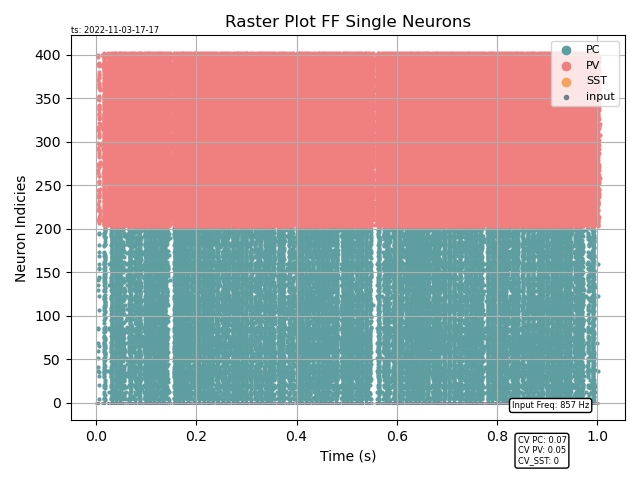 ts: 2022-11-03-17-17
Raster Plot FF Single Neurons
PC
PV
SST
input
Neuron Indicies
400
350
300
250
200
150
100
50
0
Input Freq: 857 Hz
0.0 0.2 0.4 0.6 0.8 1.0
Time (s)
CV PC: 0.07
CV PV: 0.05
CV_SST: 0